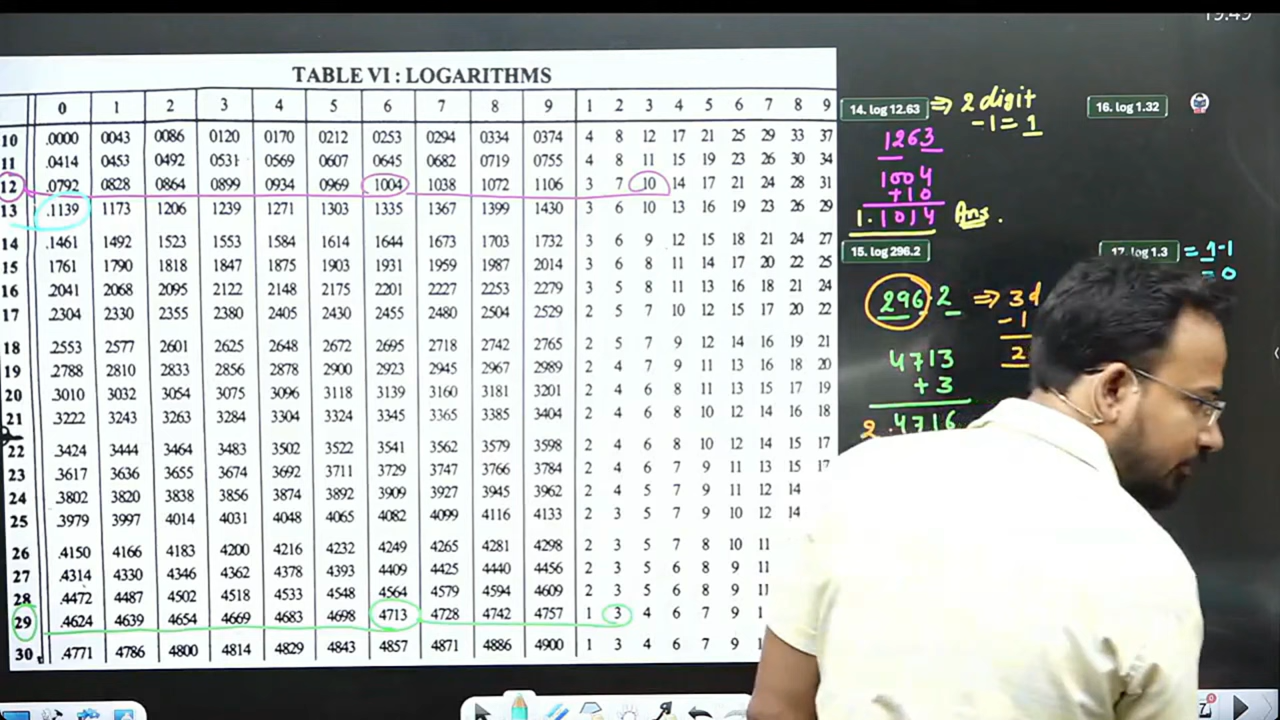 19:49
TABLE VI : LOGARITHMS
0 1 2 3 4 5 6 7 8 9 1 2 3 4 5 6 7 8 9
10 .0000 0043 0086 0120 0170 0212 0253 0294 0334 0374 4 8 12 17 21 25 29 33 37
11 .0414 0453 0492 0531 0569 0607 0645 0682 0719 0755 4 8 11 15 19 23 26 30 34
12 .0792 0828 0864 0899 0934 0969 1004 1038 1072 1106 3 7 10 14 17 21 24 28 31
13 .1139 1173 1206 1239 1271 1303 1335 1367 1399 1430 3 6 10 13 16 19 23 26 29
14 .1461 1492 1523 1553 1584 1614 1644 1673 1703 1732 3 6 9 12 15 18 21 24 27
15 1761 1790 1818 1847 1875 1903 1931 1959 1987 2014 3 6 8 11 14 17 20 22 25
16 .2041 2068 2095 2122 2148 2175 2201 2227 2253 2279 3 5 8 11 13 16 18 21 24
17 .2304 2330 2355 2380 2405 2430 2455 2480 2504 2529 2 5 7 10 12 15 17 20 22
18 .2553 2577 2601 2625 2648 2672 2695 2718 2742 2765 2 5 7 9 12 14 16 19 21
19 .2788 2810 2833 2856 2878 2900 2923 2945 2967 2989 2 4 7 9 11 13 16 18 20
20 .3010 3032 3054 3075 3096 3118 3139 3160 3181 3201 2 4 6 8 11 13 15 17 19
21 .3222 3243 3263 3284 3304 3324 3345 3365 3385 3404 2 4 6 8 10 12 14 16 18
22 .3424 3444 3464 3483 3502 3522 3541 3562 3579 3598 2 4 6 8 10 12 14 15 17
23 .3617 3636 3655 3674 3692 3711 3729 3747 3766 3784 2 4 6 7 9 11 13 15 17
24 .3802 3820 3838 3856 3874 3892 3909 3927 3945 3962 2 4 5 7 9 11 12 14
25 .3979 3997 4014 4031 4048 4065 4082 4099 4116 4133 2 3 5 7 9 10 12 14
26 .4150 4166 4183 4200 4216 4232 4249 4265 4281 4298 2 3 5 7 8 10 11
27 .4314 4330 4346 4362 4378 4393 4409 4425 4440 4456 2 3 5 6 8 9 11
28 .4472 4487 4502 4518 4533 4548 4564 4579 4594 4609 2 3 5 6 8 9 11
29 .4624 4639 4654 4669 4683 4698 4713 4728 4742 4757 1 3 4 6 7 9 1
30 .4771 4786 4800 4814 4829 4843 4857 4871 4886 4900 1 3 4 6 7 9 1
14. log 12.63 ⇒ 2 digit
-1 = 1
1263
1004
+10
1.1014 Ans.
15. log 296.2
296.2 ⇒ 3 d
-1
2
4713
+ 3
2.4716
16. log 1.32
17. log 1.3 = 1-1
= 0